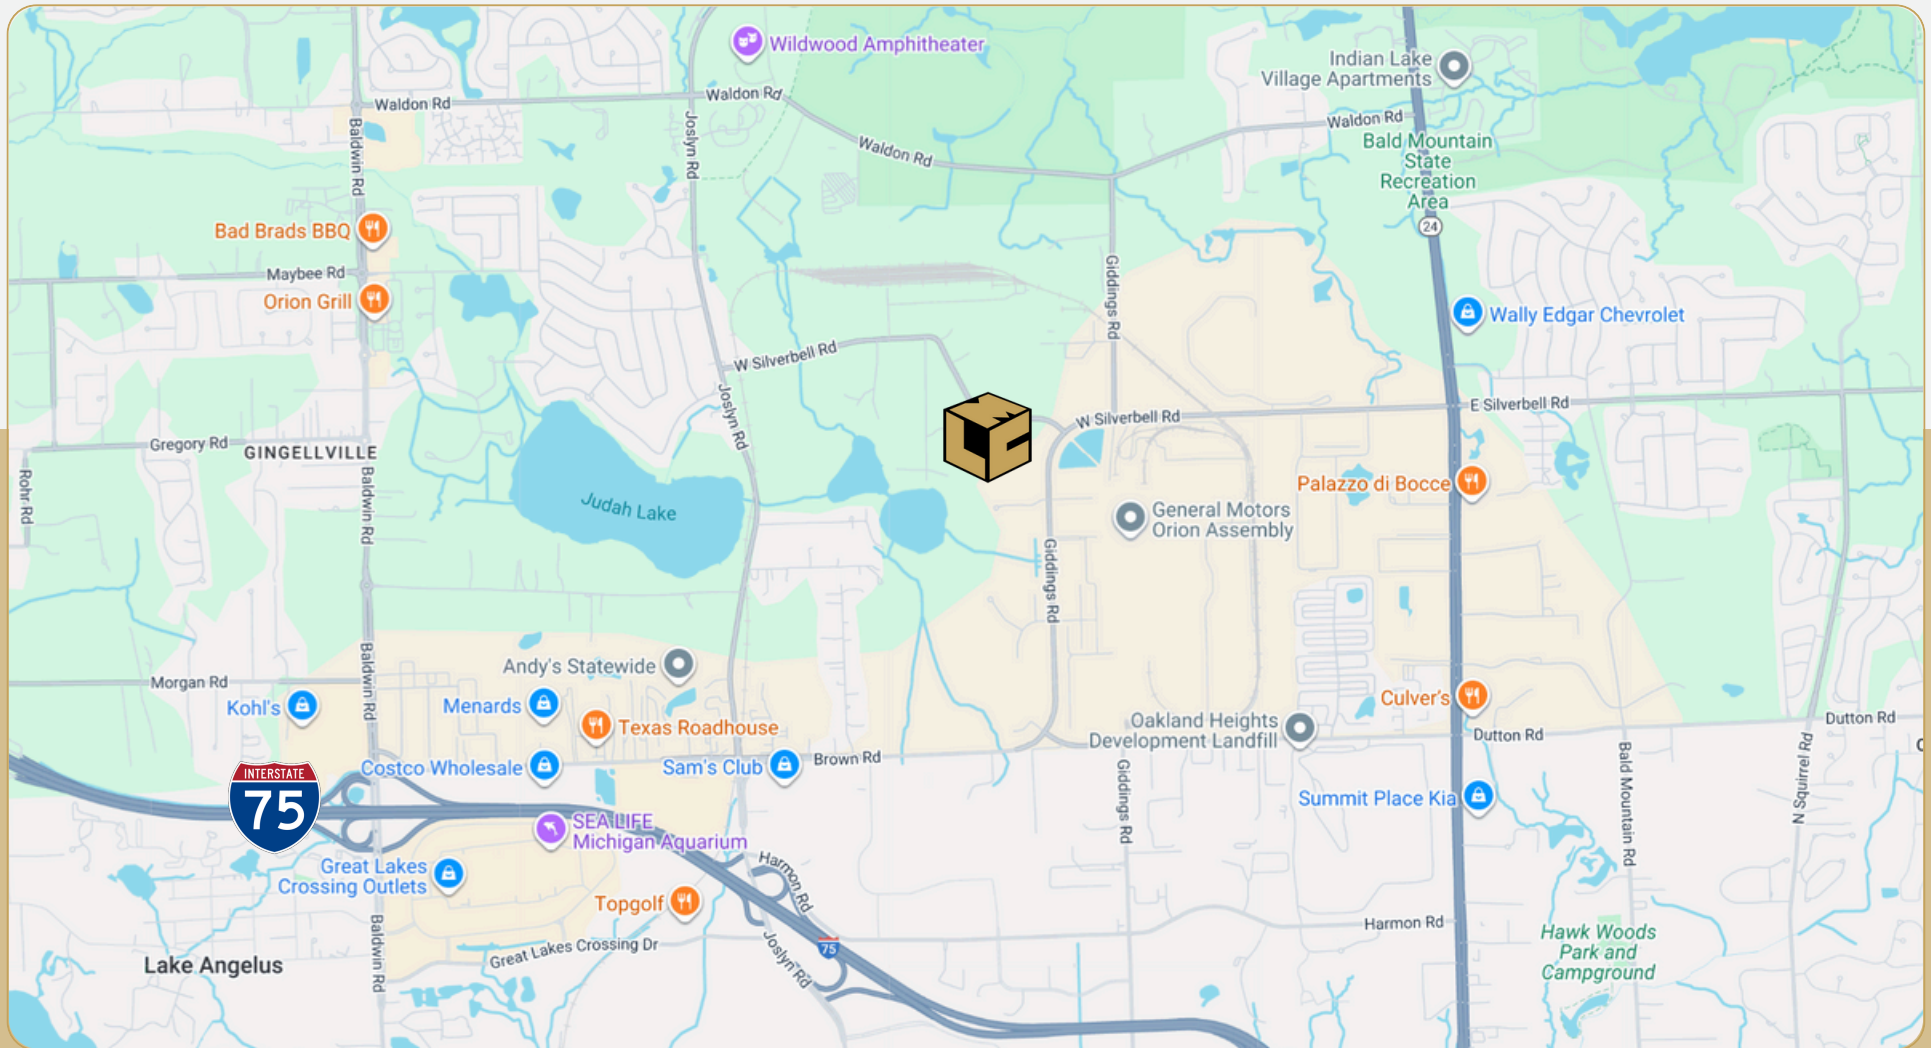 Wildwood Amphitheater
Indian Lake
Village Apartments
Waldon Rd
Waldon Rd
Waldon Rd
Waldon Rd
Baldwin Rd
Joslyn Rd
Bald Mountain
State
Recreation
Area
24
Bad Brads BBQ
Maybee Rd
Orion Grill
Giddings Rd
Wally Edgar Chevrolet
W Silverbell Rd
Joslyn Rd
W Silverbell Rd
E Silverbell Rd
Gregory Rd
GINGELLVILLE
Rohr Rd
Baldwin Rd
Judah Lake
LC
Palazzo di Bocce
General Motors
Orion Assembly
Giddings Rd
Andy's Statewide
Morgan Rd
Baldwin Rd
Kohl's
Menards
Texas Roadhouse
Culver's
Oakland Heights
Development Landfill
Dutton Rd
Dutton Rd
Costco Wholesale
Sam's Club
Brown Rd
Giddings Rd
Bald Mountain Rd
N Squirrel Rd
INTERSTATE
75
Summit Place Kia
SEA LIFE
Michigan Aquarium
Great Lakes
Crossing Outlets
Harmon Rd
Topgolf
Harmon Rd
Baldwin Rd
Great Lakes Crossing Dr
Joslyn Rd
75
Lake Angelus
Hawk Woods
Park and
Campground